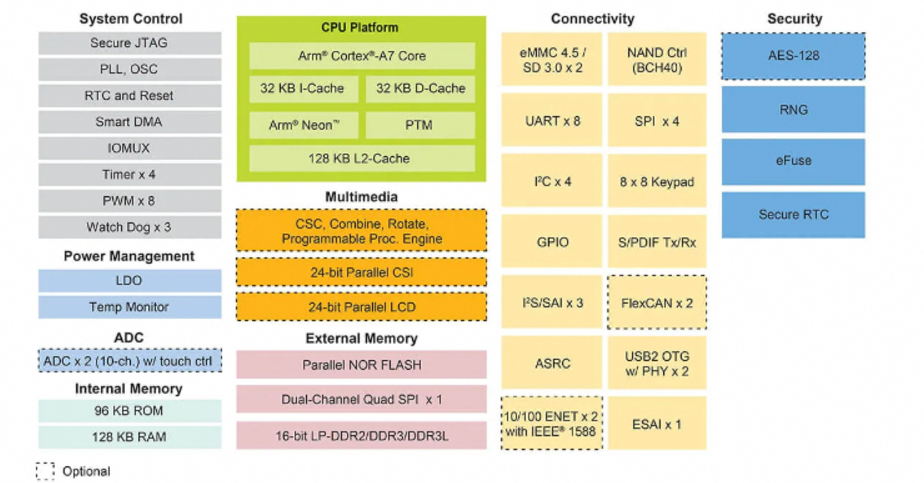 System Control
Secure JTAG
PLL, OSC
RTC and Reset
Smart DMA
IOMUX
Timer x 4
PWM x 8
Watch Dog x 3
Power Management
LDO
Temp Monitor
ADC
ADC x 2 (10-ch.) w/ touch ctrl
Internal Memory
96 KB ROM
128 KB RAM
Optional
CPU Platform
Arm® Cortex®-A7 Core
32 KB I-Cache
32 KB D-Cache
Arm® Neon™
PTM
128 KB L2-Cache
Multimedia
CSC, Combine, Rotate,
Programmable Proc. Engine
24-bit Parallel CSI
24-bit Parallel LCD
External Memory
Parallel NOR FLASH
Dual-Channel Quad SPI x 1
16-bit LP-DDR2/DDR3/DDR3L
Connectivity
eMMC 4.5 /
SD 3.0 x 2
NAND Ctrl
(BCH40)
UART x 8
SPI x 4
I²C x 4
8 x 8 Keypad
GPIO
S/PDIF Tx/Rx
I²S/SAI x 3
FlexCAN x 2
ASRC
USB2 OTG
w/ PHY x 2
10/100 ENET x 2
with IEEE® 1588
ESAI x 1
Security
AES-128
RNG
eFuse
Secure RTC